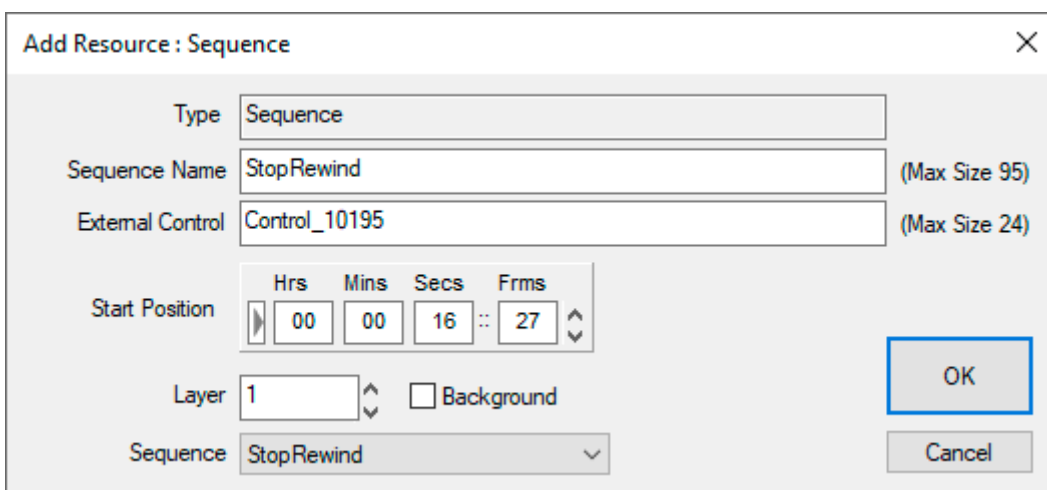 Add Resource : Sequence
Type Sequence
Sequence Name StopRewind (Max Size 95)
External Control Control_10195 (Max Size 24)
Hrs Mins Secs Frms
Start Position 00 00 16 :: 27
OK
Layer 1 Background
Sequence StopRewind Cancel